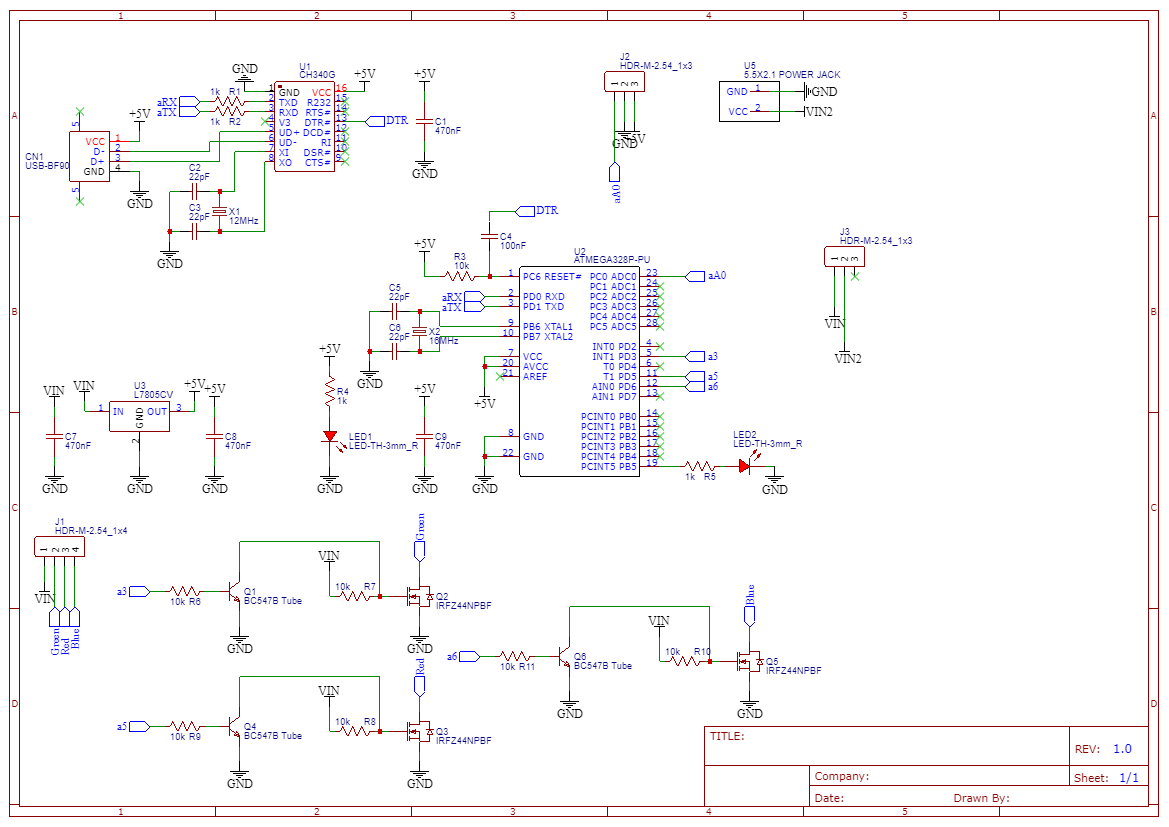 1 2 3 4 5
A
B
C
D
U1
CH340G
GND
+5V
1 GND
2 TXD
3 RXD
4 V3
5 UD+
6 UD-
7 XI
8 XO
VCC 16
R232 15
RTS# 14
DTR# 13
DCD# 12
RI 11
DSR# 10
CTS# 9
aRX
aTX
1k R1
1k R2
DTR
+5V
C1
470nF
GND
+5V
5
CN1
USB-BF90
VCC 1
D- 2
D+ 3
GND 4
5
GND
C2
22pF
C3
22pF
X1
12MHz
GND
J2
HDR-M-2.54_1x3
1 2 3
+5V
GND
aA0
U5
5.5X2.1 POWER JACK
GND 1
VCC 2
GND
VIN2
J3
HDR-M-2.54_1x3
1 2 3
VIN
VIN2
DTR
C4
100nF
+5V
R3
10k
U2
ATMEGA328P-PU
1 PC6 RESET#
2 PD0 RXD
3 PD1 TXD
9 PB6 XTAL1
10 PB7 XTAL2
7 VCC
20 AVCC
21 AREF
8 GND
22 GND
PC0 ADC0 23
PC1 ADC1 24
PC2 ADC2 25
PC3 ADC3 26
PC4 ADC4 27
PC5 ADC5 28
INT0 PD2 4
INT1 PD3 5
T0 PD4 6
T1 PD5 11
AIN0 PD6 12
AIN1 PD7 13
PCINT0 PB0 14
PCINT1 PB1 15
PCINT2 PB2 16
PCINT3 PB3 17
PCINT4 PB4 18
PCINT5 PB5 19
aA0
a3
a5
a6
aRX
aTX
C5
22pF
C6
22pF
X2
16MHz
GND
+5V
GND
LED2
LED-TH-3mm_R
1k R5
GND
+5V
R4
1k
LED1
LED-TH-3mm_R
GND
+5V
C9
470nF
GND
VIN
C7
470nF
GND
VIN
U3
L7805CV
1 IN
OUT 3
GND
2
GND
+5V
+5V
C8
470nF
GND
J1
HDR-M-2.54_1x4
1 2 3 4
VIN
Green
Red
Blue
a3
10k R6
Q1
BC547B Tube
GND
VIN
10k R7
Green
Q2
IRFZ44NPBF
GND
a5
10k R9
Q4
BC547B Tube
GND
VIN
10k R8
Red
Q3
IRFZ44NPBF
GND
a6
10k R11
Q6
BC547B Tube
GND
VIN
10k R10
Blue
Q5
IRFZ44NPBF
GND
TITLE:
REV: 1.0
Company:
Sheet: 1/1
Date:
Drawn By:
A
B
C
D
1 2 3 4 5